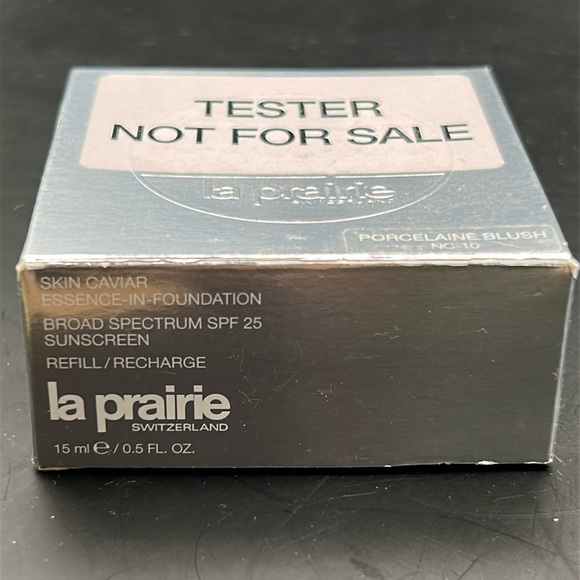 TESTER
NOT FOR SALE
la prairie
SWITZERLAND
PORCELAINE BLUSH
NC-10
SKIN CAVIAR
ESSENCE-IN-FOUNDATION
BROAD SPECTRUM SPF 25
SUNSCREEN
REFILL/RECHARGE
la prairie
SWITZERLAND
15 ml ℮ / 0.5 FL. OZ.